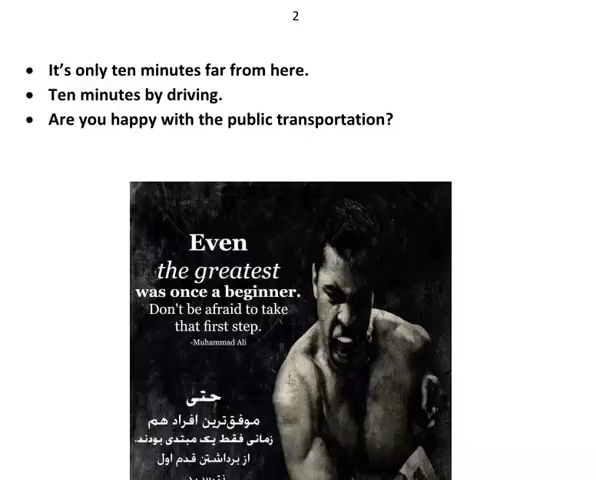 2
• It’s only ten minutes far from here.
• Ten minutes by driving.
• Are you happy with the public transportation?
Even
the greatest
was once a beginner.
Don't be afraid to take
that first step.
-Muhammad Ali
حتی
موفق‌ترین افراد هم
زمانی فقط یک مبتدی بودند.
از برداشتن قدم اول